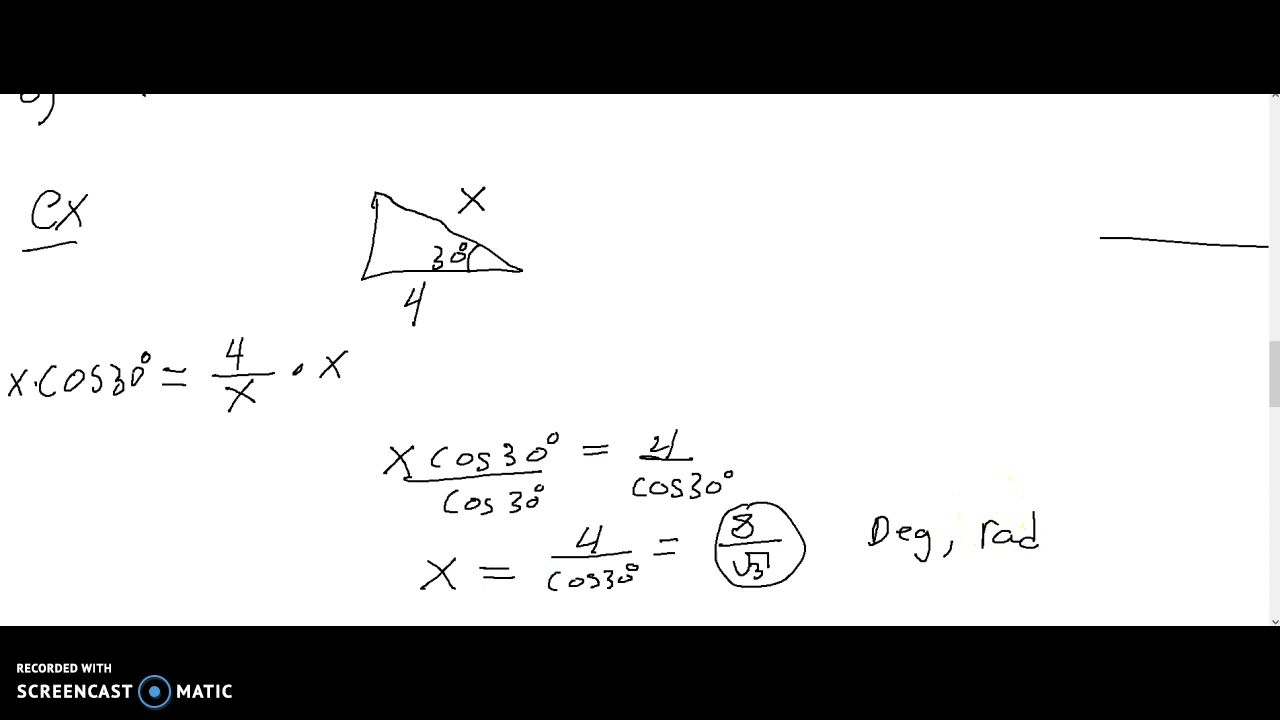 ex
x
30°
4
x·cos30° = 4/x · x
x cos30°/cos30° = 4/cos30°
x = 4/cos30° = 8/√3
Deg, rad
RECORDED WITH
SCREENCAST MATIC